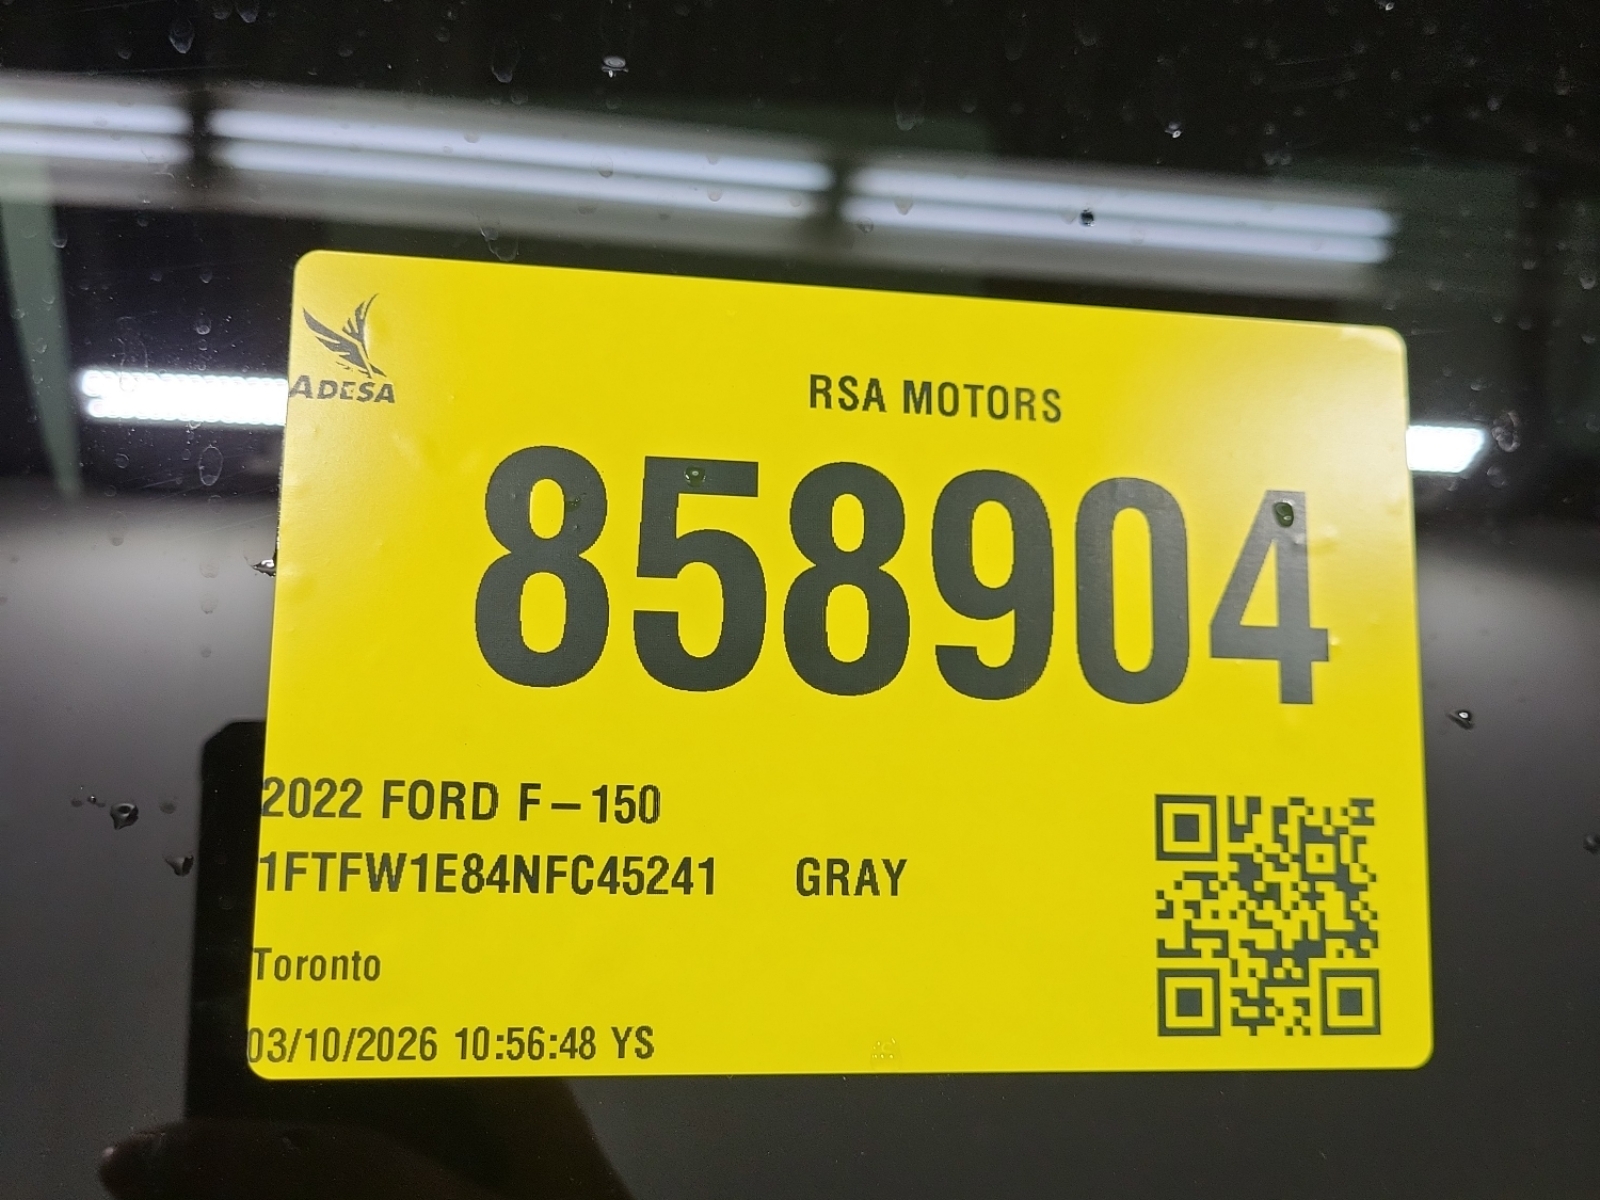 ADESA
RSA MOTORS
858904
2022 FORD F-150
1FTFW1E84NFC45241 GRAY
Toronto
03/10/2026 10:56:48 YS